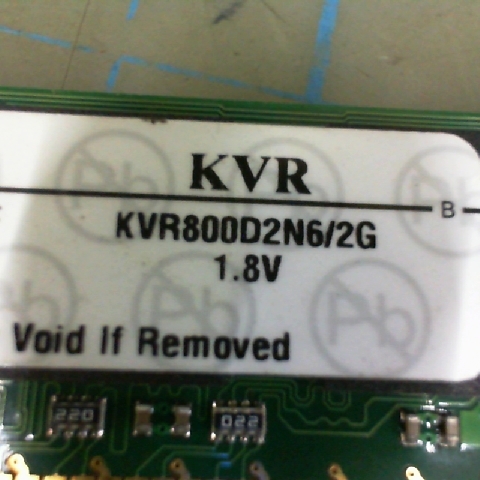 KVR
B
KVR800D2N6/2G
1.8V
Void If Removed
220
022